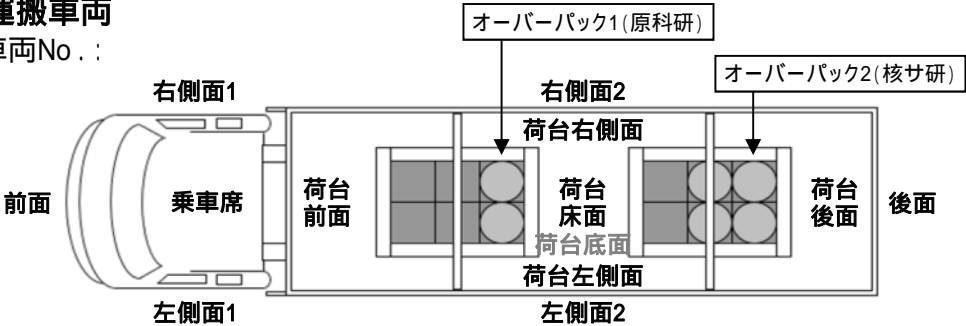 運搬車両
車両No.:
オーバーパック1(原科研)
オーバーパック2(核サ研)
右側面1
右側面2
荷台右側面
前面
乗車席
荷台
前面
荷台
床面
荷台底面
荷台
後面
後面
荷台左側面
左側面1
左側面2